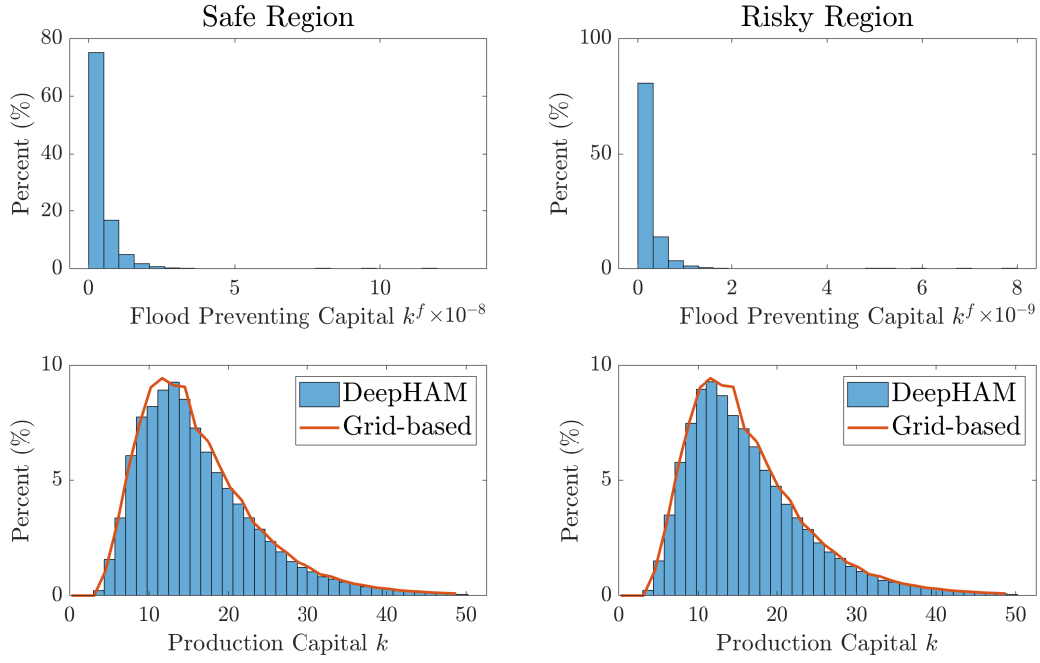 Safe Region
80
60
40
20
0
Percent (%)
0 5 10
Flood Preventing Capital k^f ×10^-8
Risky Region
100
50
0
Percent (%)
0 2 4 6 8
Flood Preventing Capital k^f ×10^-9
10
5
0
Percent (%)
DeepHAM
Grid-based
0 10 20 30 40 50
Production Capital k
10
5
0
Percent (%)
DeepHAM
Grid-based
0 10 20 30 40 50
Production Capital k